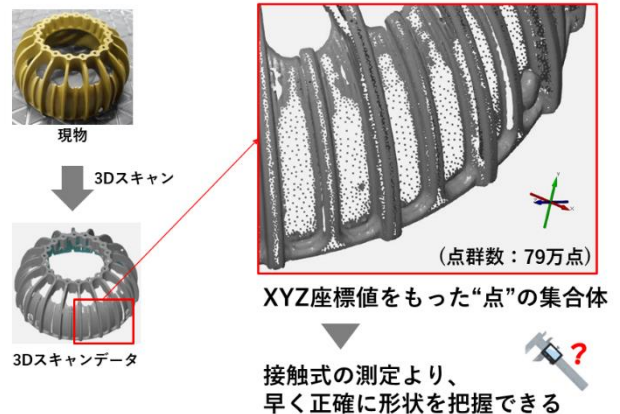 現物
3Dスキャン
3Dスキャンデータ
(点群数：79万点)
XYZ座標値をもった“点”の集合体
接触式の測定より、
早く正確に形状を把握できる
?